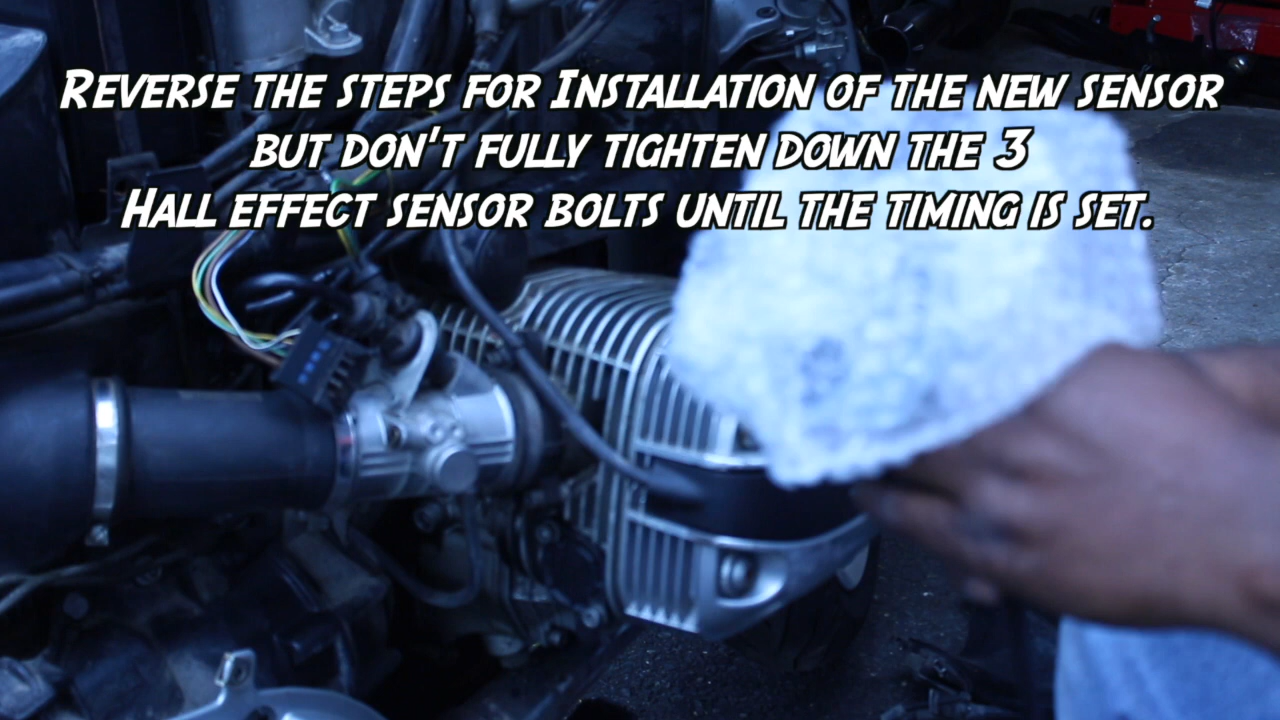 Reverse the steps for Installation of the new sensor
but don't fully tighten down the 3
Hall effect sensor bolts until the timing is set.